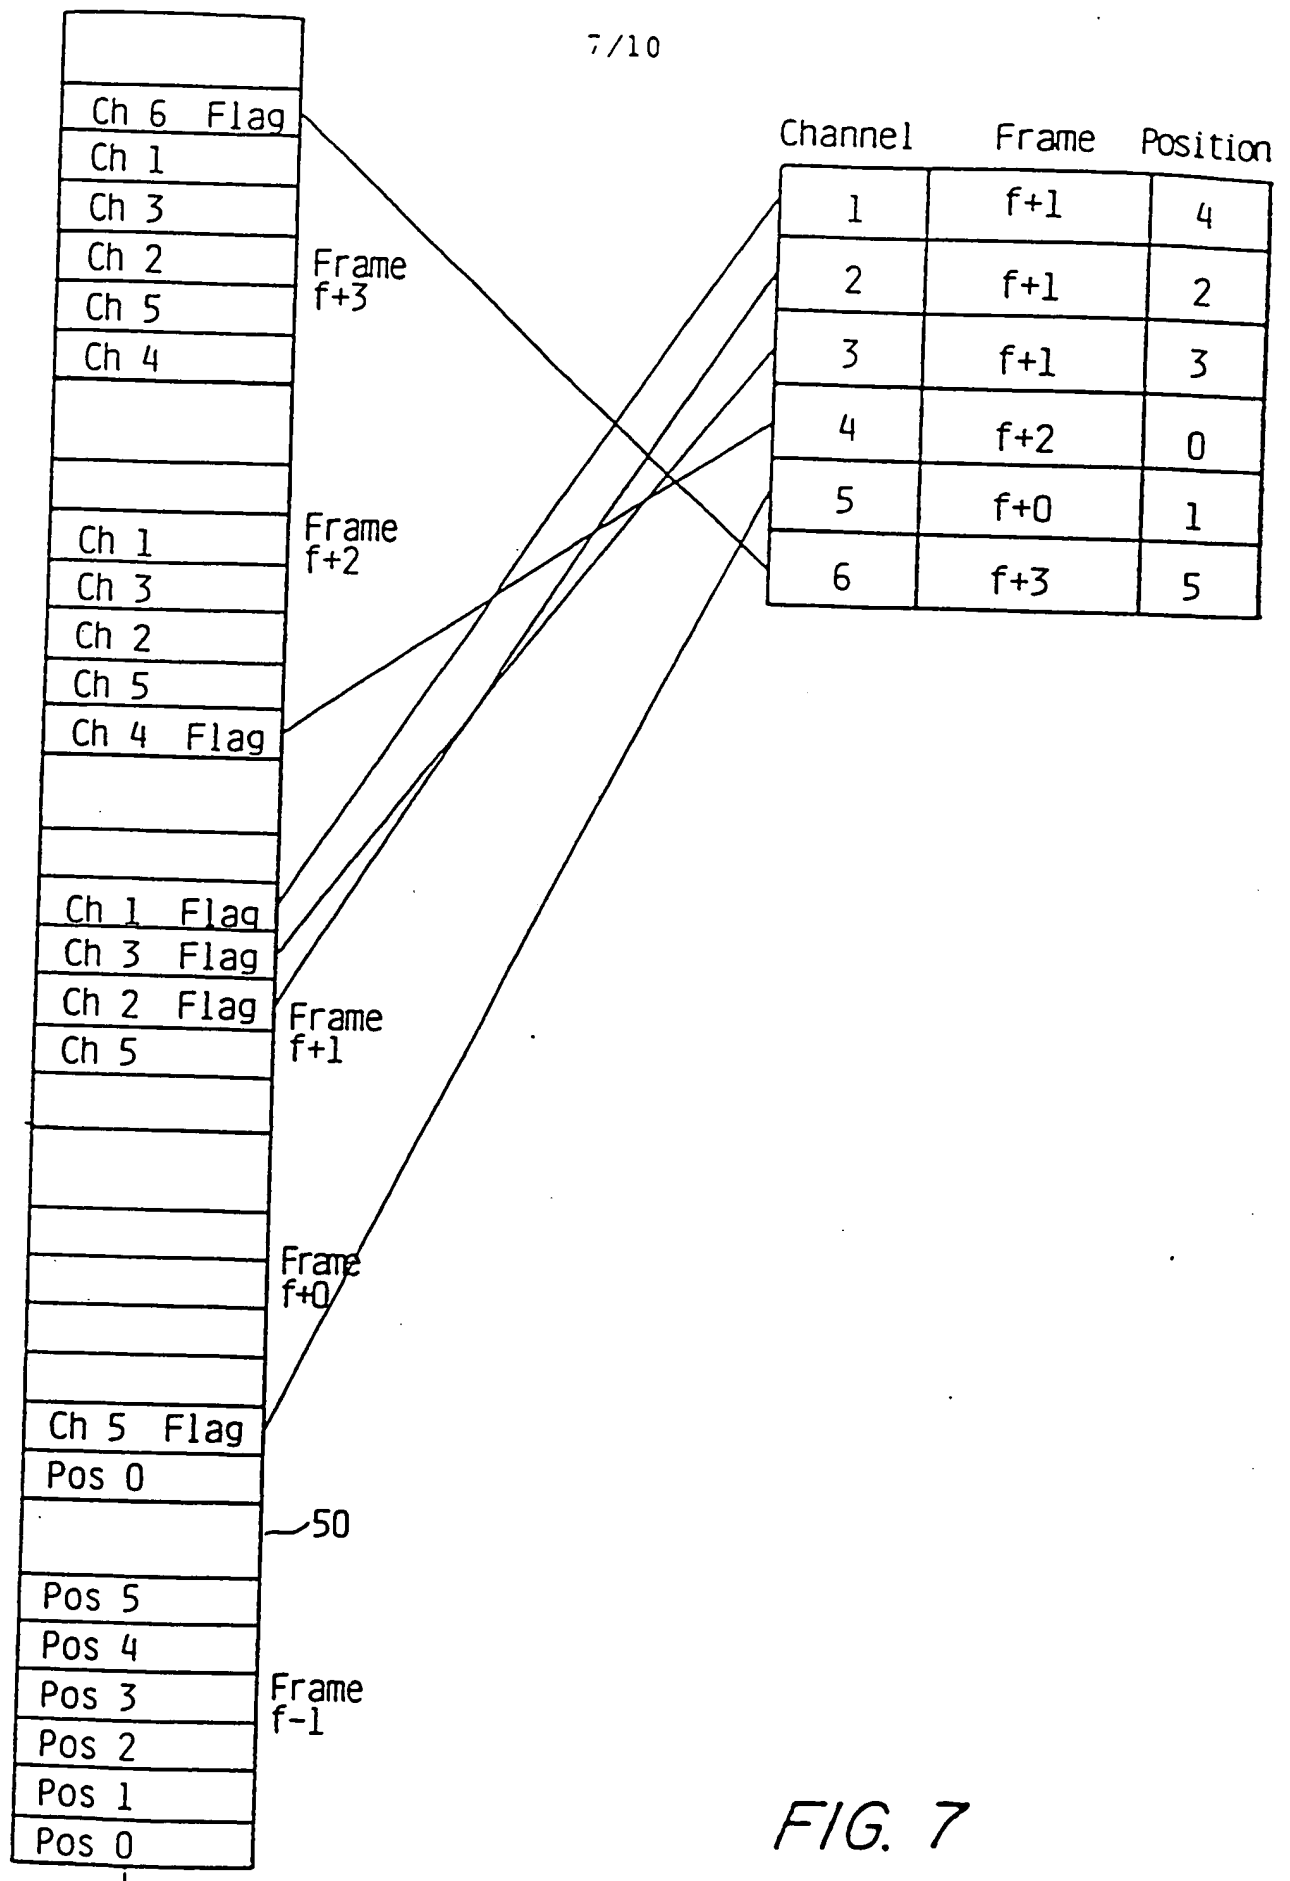 7/10
Ch 6 Flag
Ch 1
Ch 3
Ch 2
Ch 5
Ch 4
Frame
f+3
Ch 1
Ch 3
Ch 2
Ch 5
Ch 4 Flag
Frame
f+2
Ch 1 Flag
Ch 3 Flag
Ch 2 Flag
Ch 5
Frame
f+1
Frame
f+0
Ch 5 Flag
Pos 0
50
Pos 5
Pos 4
Pos 3
Pos 2
Pos 1
Pos 0
Frame
f-1
Channel Frame Position
1 f+1 4
2 f+1 2
3 f+1 3
4 f+2 0
5 f+0 1
6 f+3 5
FIG. 7